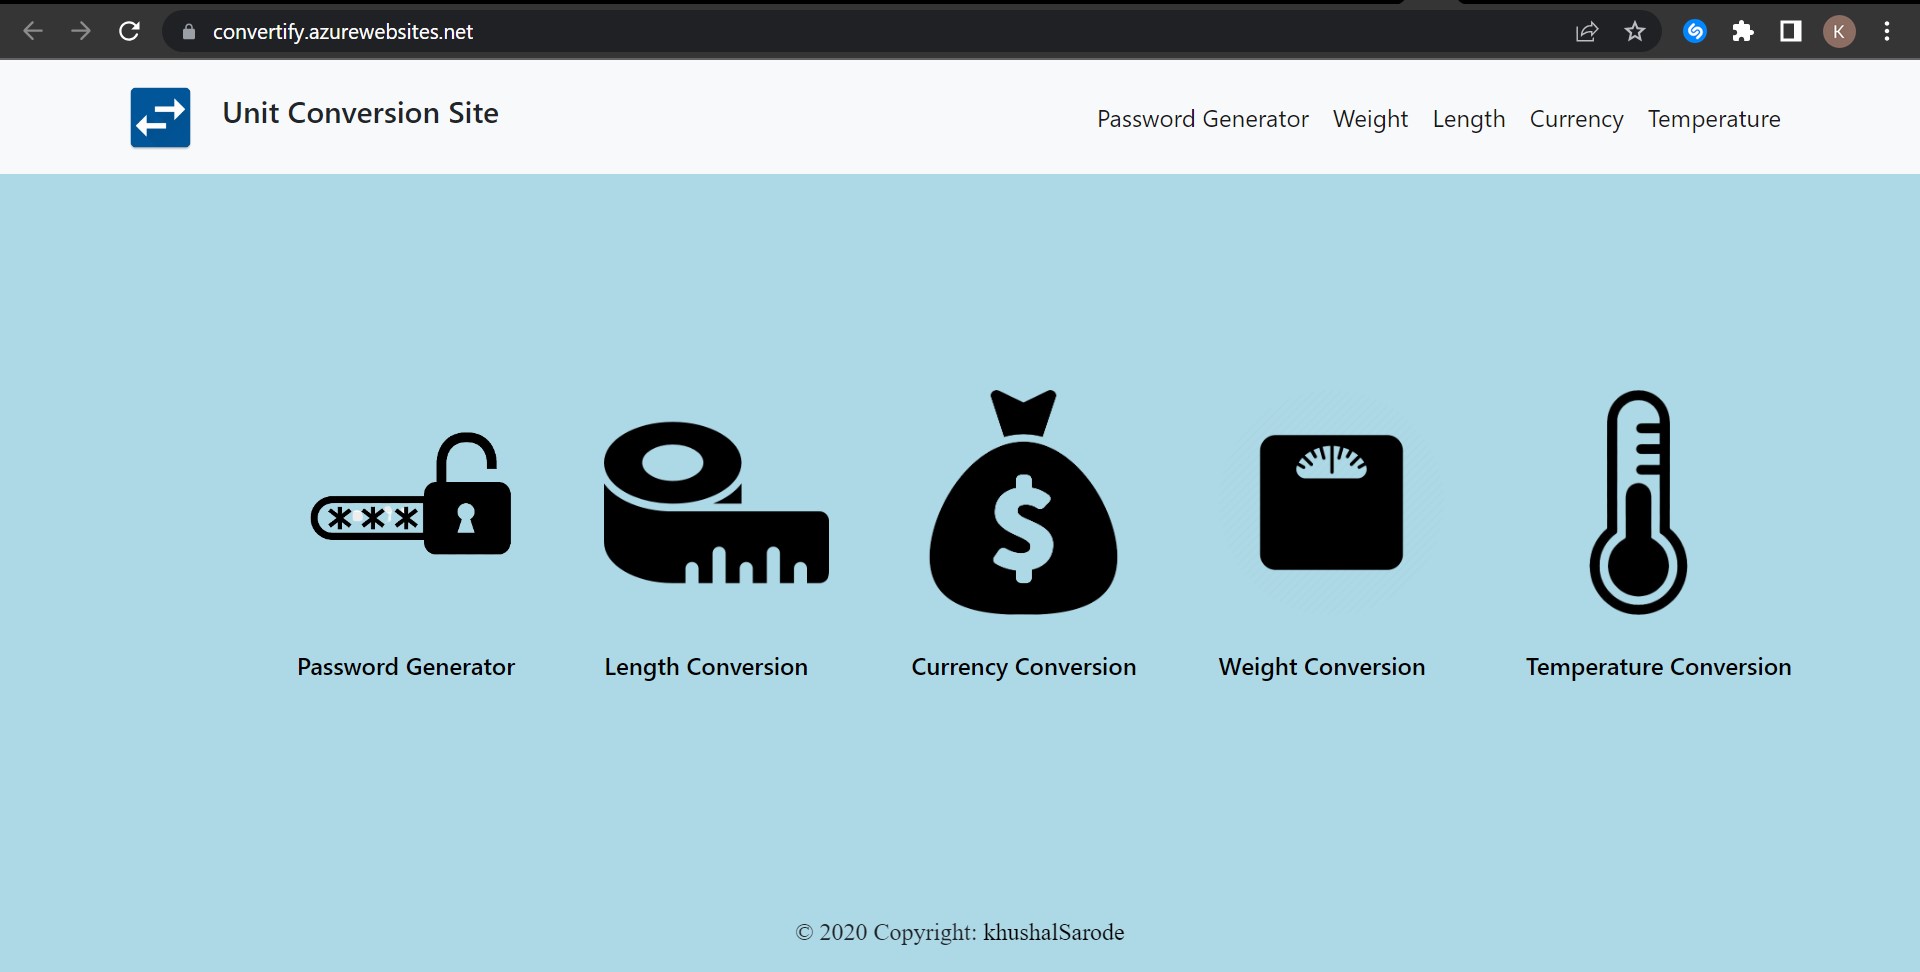 convertify.azurewebsites.net
K
Unit Conversion Site
Password Generator Weight Length Currency Temperature
***
$
Password Generator
Length Conversion
Currency Conversion
Weight Conversion
Temperature Conversion
© 2020 Copyright: khushalSarode